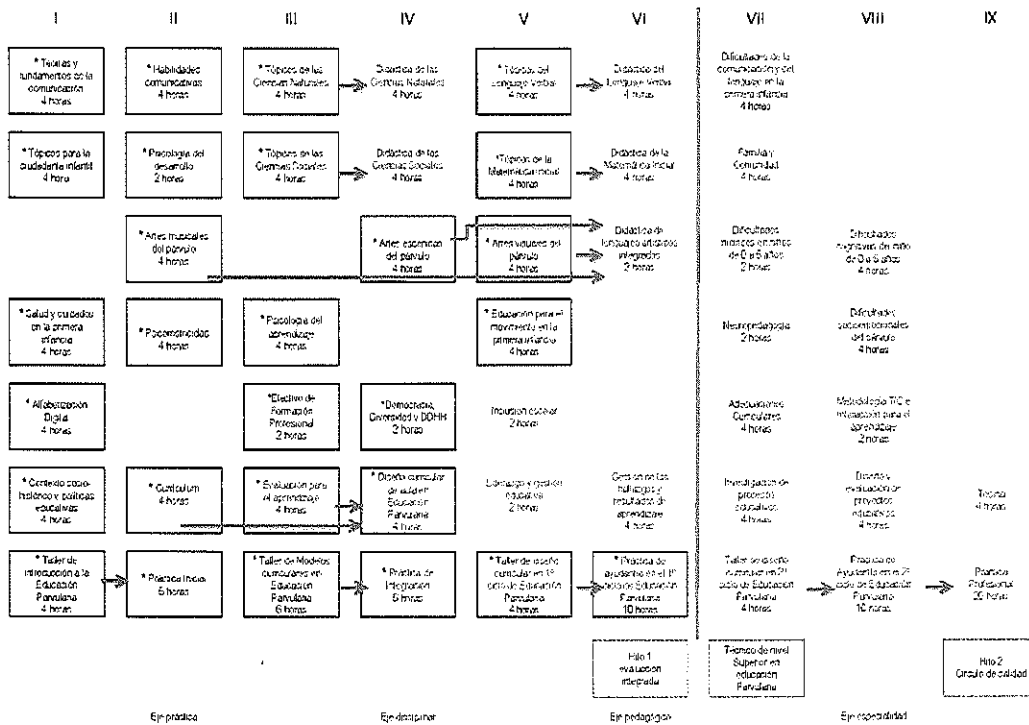 I II III IV V VI VII VIII IX
* Teorías y
fundamentos de la
comunicación
4 horas
* Habilidades
comunicativas
4 horas
* Tópicos de las
Ciencias Naturales
4 horas
Didáctica de las
Ciencias Naturales
4 horas
* Tópicos del
Lenguaje Verbal
4 horas
Didáctica del
Lenguaje Verbal
4 horas
Dificultades de la
comunicación y del
lenguaje en la
primera infancia
4 horas
* Tópicos para la
ciudadanía infantil
4 hora
* Psicología del
desarrollo
2 horas
* Tópicos de las
Ciencias Sociales
4 horas
Didáctica de las
Ciencias Sociales
4 horas
*Tópicos de la
Matemática Inicial
4 horas
Didáctica de la
Matemática Inicial
4 horas
Familia y
Comunidad
4 horas
* Artes musicales
del párvulo
4 horas
* Artes escénicas
del párvulo
4 horas
* Artes visuales del
párvulo
4 horas
Didáctica de
lenguajes artísticos
integrados
2 horas
Dificultades
motrices en niños
de 0 a 6 años
2 horas
Dificultades
cognitivas del niño
de 0 a 6 años
4 horas
* Salud y cuidados
en la primera
infancia
4 horas
* Psicomotricidad
4 horas
* Psicología del
aprendizaje
4 horas
* Educación para el
movimiento en la
primera infancia
4 horas
Neuropedagogía
2 horas
Dificultades
socioemocionales
del párvulo
4 horas
* Alfabetización
Digital
4 horas
*Electivo de
Formación
Profesional
2 horas
*Democracia,
Diversidad y DDHH
2 horas
Inclusión escolar
2 horas
Adecuaciones
Curriculares
4 horas
Metodología TIC e
integración para el
aprendizaje
2 horas
* Contexto socio-
histórico y políticas
educativas
4 horas
* Curriculum
4 horas
* Evaluación para
el aprendizaje
4 horas
* Diseño curricular
de aula en
Educación
Parvularia
4 horas
Liderazgo y gestión
educativa
2 horas
Gestión de los
hallazgos y
resultados de
aprendizaje
4 horas
Investigación de
procesos
educativos
4 horas
Diseño y
evaluación de
proyectos
educativos
4 horas
Tesina
4 horas
* Taller de
introducción a la
Educación
Parvularia
4 horas
* Práctica Inicial
6 horas
* Taller de Modelos
curriculares en
Educación
Parvularia
6 horas
* Práctica de
Integración
6 horas
* Taller de diseño
curricular en 1º
ciclo de Educación
Parvularia
4 horas
* Práctica de
ayudantía en el 1º
ciclo de Educación
Parvularia
10 horas
Taller de diseño
curricular en 2º
ciclo de Educación
Parvularia
4 horas
Práctica de
Ayudantía en el 2º
ciclo de Educación
Parvularia
10 horas
Práctica
Profesional
horas
Hito 1
evaluación
integrada
Técnico de nivel
Superior en
educación
Parvularia
Hito 2
Círculo de calidad
Eje práctica
Eje disciplinar
Eje pedagógico
Eje especialidad